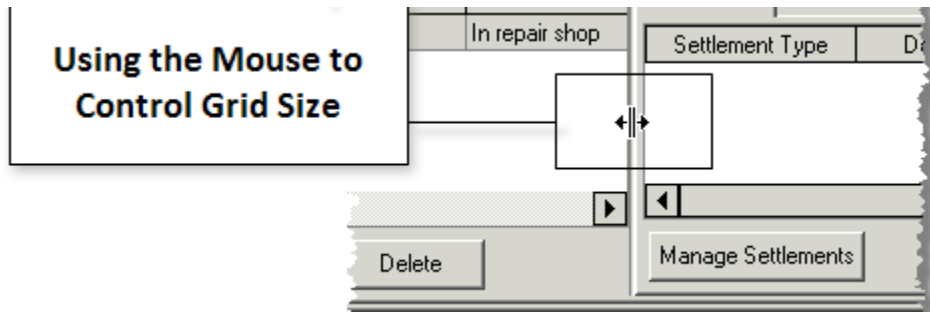 Using the Mouse to
Control Grid Size
In repair shop
Settlement Type
Delete
Manage Settlements